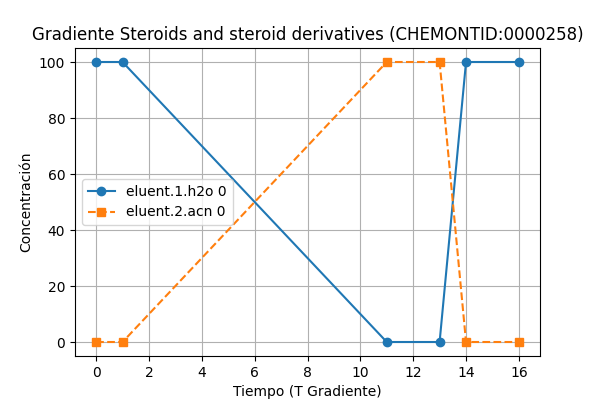 Gradiente Steroids and steroid derivatives (CHEMONTID:0000258)
100
80
60
40
20
0
Concentración
eluent.1.h2o 0
eluent.2.acn 0
0 2 4 6 8 10 12 14 16
Tiempo (T Gradiente)